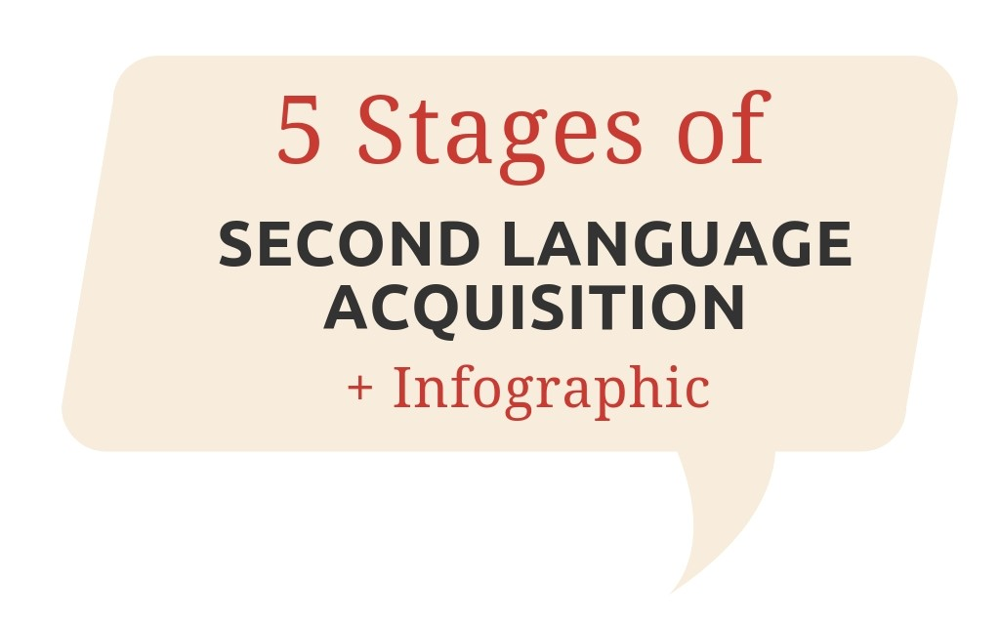 5 Stages of
SECOND LANGUAGE
ACQUISITION
+ Infographic